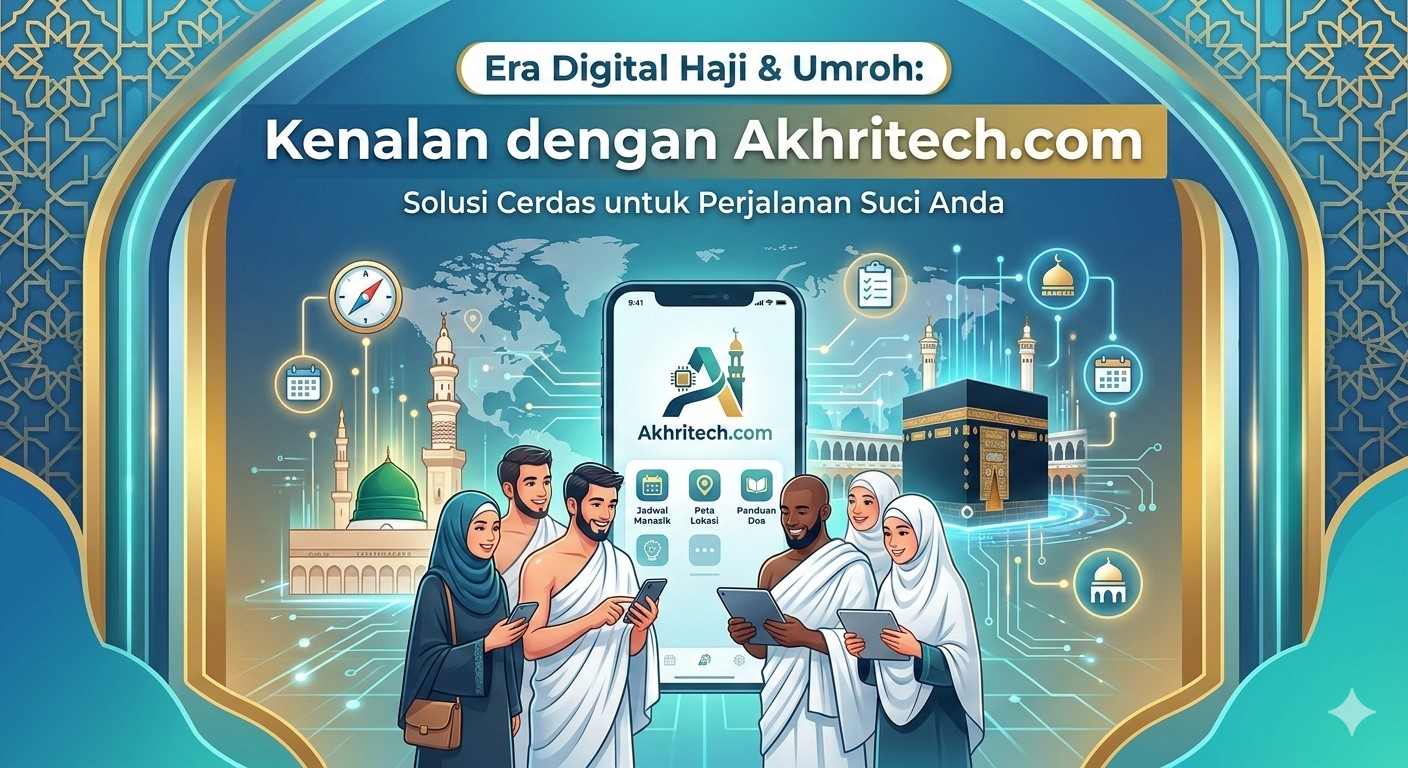 Era Digital Haji & Umroh:
Kenalan dengan Akhritech.com
Solusi Cerdas untuk Perjalanan Suci Anda
9:41
Akhritech.com
Jadwal
Manasik
Peta
Lokasi
Panduan
Doa